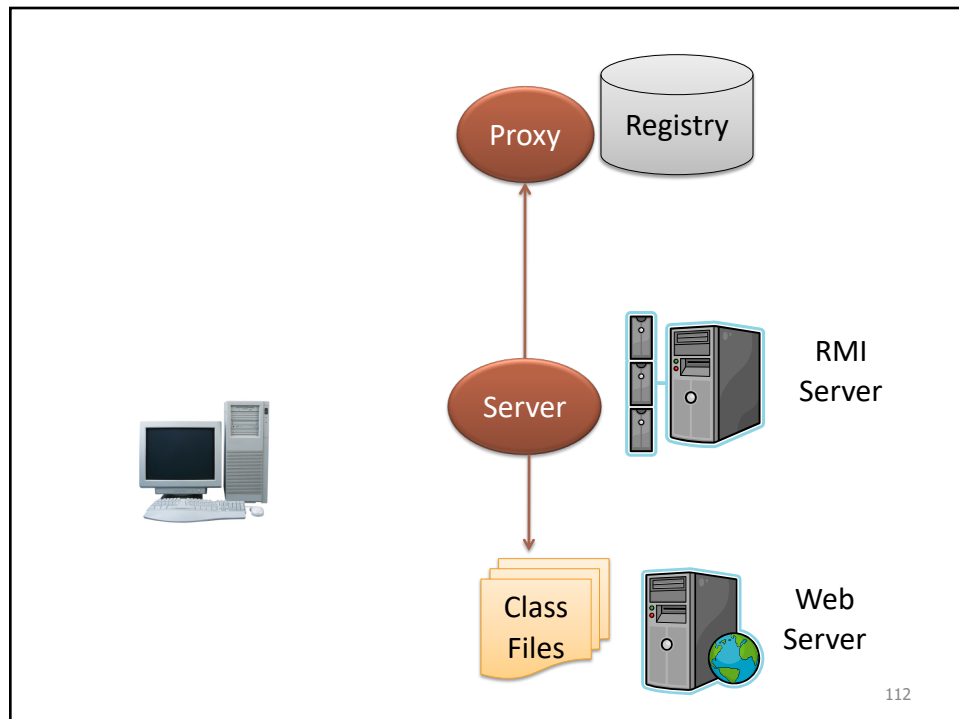 Proxy
Registry
Server
RMI
Server
Class
Files
Web
Server
112